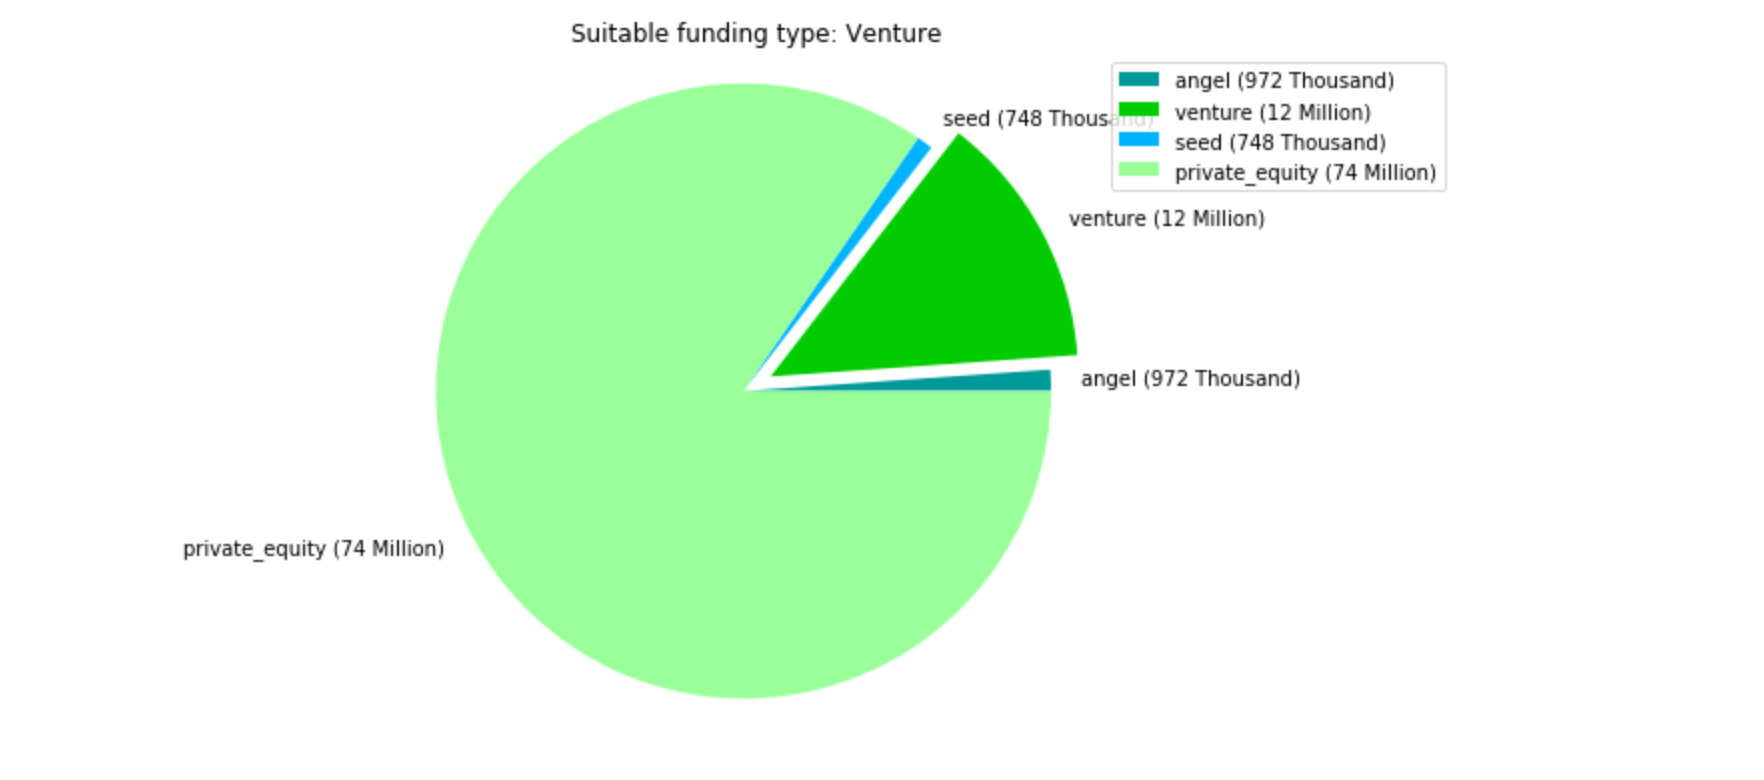 Suitable funding type: Venture
angel (972 Thousand)
venture (12 Million)
seed (748 Thousand)
private_equity (74 Million)
seed (748 Thousand)
venture (12 Million)
angel (972 Thousand)
private_equity (74 Million)